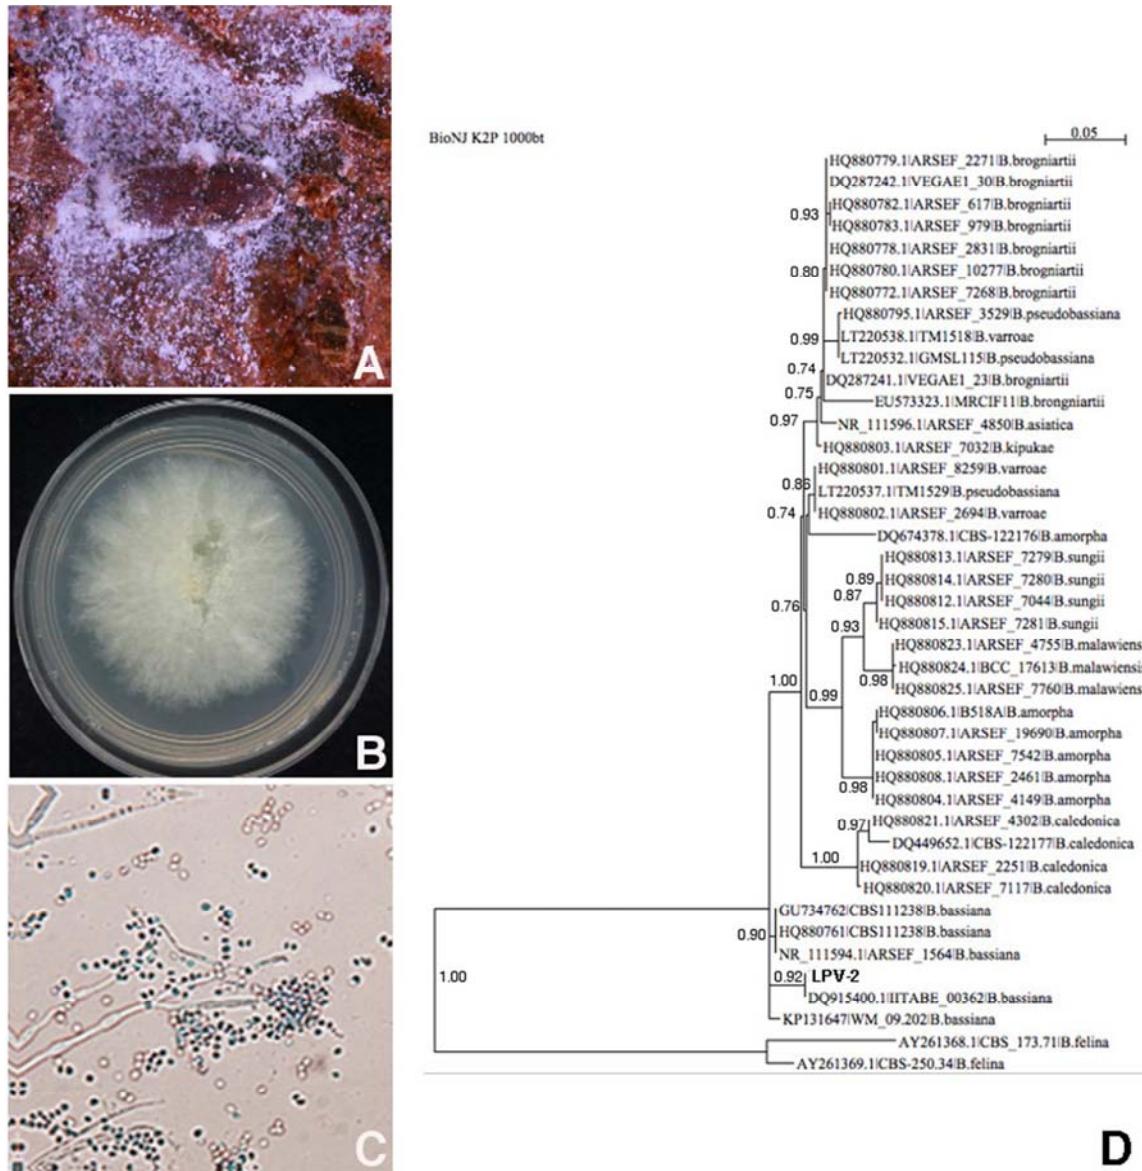 A
B
C
BioNJ K2P 1000bt
0.05
HQ880779.1|ARSEF_2271|B.brogniartii
DQ287242.1|VEGAE1_30|B.brogniartii
HQ880782.1|ARSEF_617|B.brogniartii
0.93
HQ880783.1|ARSEF_979|B.brogniartii
HQ880778.1|ARSEF_2831|B.brogniartii
0.80
HQ880780.1|ARSEF_10277|B.brogniartii
HQ880772.1|ARSEF_7268|B.brogniartii
HQ880795.1|ARSEF_3529|B.pseudobassiana
0.99
LT220538.1|TM1518|B.varroae
LT220532.1|GMSL115|B.pseudobassiana
0.74
DQ287241.1|VEGAE1_23|B.brogniartii
0.75
EU573323.1|MRCIF11|B.brongniartii
0.97
NR_111596.1|ARSEF_4850|B.asiatica
HQ880803.1|ARSEF_7032|B.kipukae
HQ880801.1|ARSEF_8259|B.varroae
0.86
LT220537.1|TM1529|B.pseudobassiana
0.74
HQ880802.1|ARSEF_2694|B.varroae
DQ674378.1|CBS-122176|B.amorpha
HQ880813.1|ARSEF_7279|B.sungii
0.89
HQ880814.1|ARSEF_7280|B.sungii
0.87
HQ880812.1|ARSEF_7044|B.sungii
0.76
HQ880815.1|ARSEF_7281|B.sungii
0.93
HQ880823.1|ARSEF_4755|B.malawiens
HQ880824.1|BCC_17613|B.malawiensi
0.98
1.00
HQ880825.1|ARSEF_7760|B.malawiens
0.99
HQ880806.1|B518A|B.amorpha
HQ880807.1|ARSEF_19690|B.amorpha
HQ880805.1|ARSEF_7542|B.amorpha
HQ880808.1|ARSEF_2461|B.amorpha
0.98
HQ880804.1|ARSEF_4149|B.amorpha
HQ880821.1|ARSEF_4302|B.caledonica
0.97
DQ449652.1|CBS-122177|B.caledonica
1.00
HQ880819.1|ARSEF_2251|B.caledonica
HQ880820.1|ARSEF_7117|B.caledonica
GU734762|CBS111238|B.bassiana
0.90
HQ880761|CBS111238|B.bassiana
NR_111594.1|ARSEF_1564|B.bassiana
1.00
0.92
LPV-2
DQ915400.1|IITABE_00362|B.bassiana
KP131647|WM_09.202|B.bassiana
AY261368.1|CBS_173.71|B.felina
AY261369.1|CBS-250.34|B.felina
D